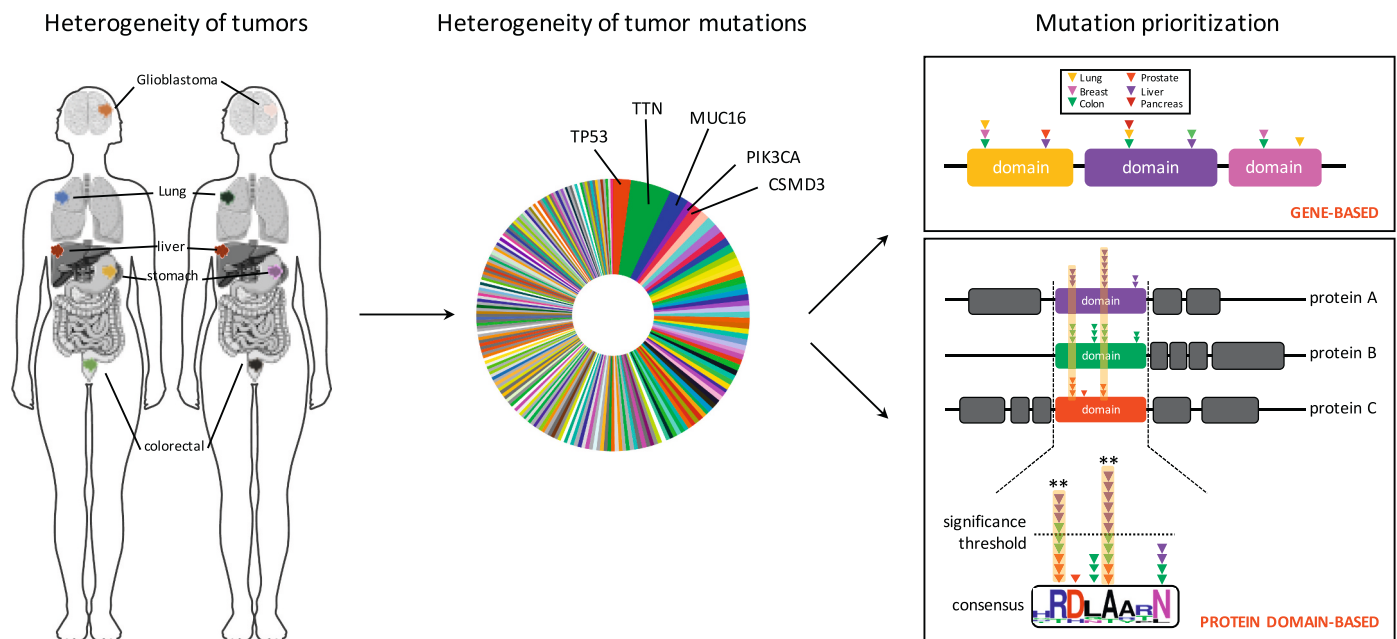 Heterogeneity of tumors
Glioblastoma
Lung
liver
stomach
colorectal
Heterogeneity of tumor mutations
TP53
TTN
MUC16
PIK3CA
CSMD3
Mutation prioritization
Lung
Breast
Colon
Prostate
Liver
Pancreas
domain
domain
domain
GENE-BASED
domain
protein A
domain
protein B
domain
protein C
**
**
significance
threshold
consensus
HRDLAARN
PROTEIN DOMAIN-BASED